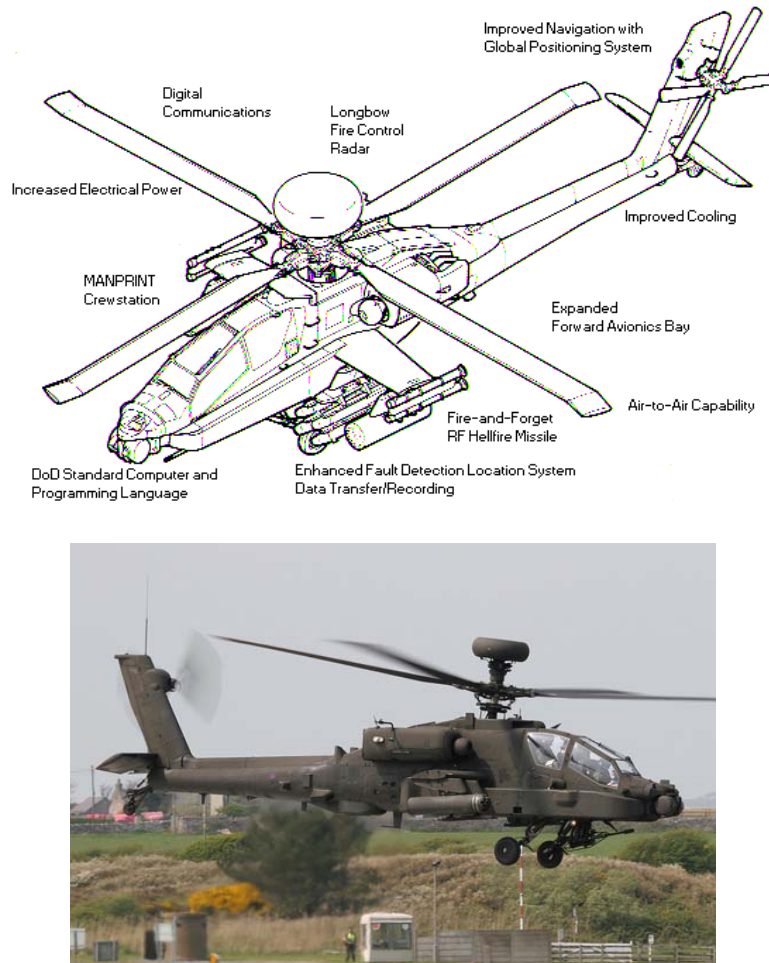 Improved Navigation with
Global Positioning System
Digital
Communications
Longbow
Fire Control
Radar
Increased Electrical Power
Improved Cooling
MANPRINT
Crewstation
Expanded
Forward Avionics Bay
Air-to-Air Capability
Fire-and-Forget
RF Hellfire Missile
DoD Standard Computer and
Programming Language
Enhanced Fault Detection Location System
Data Transfer/Recording